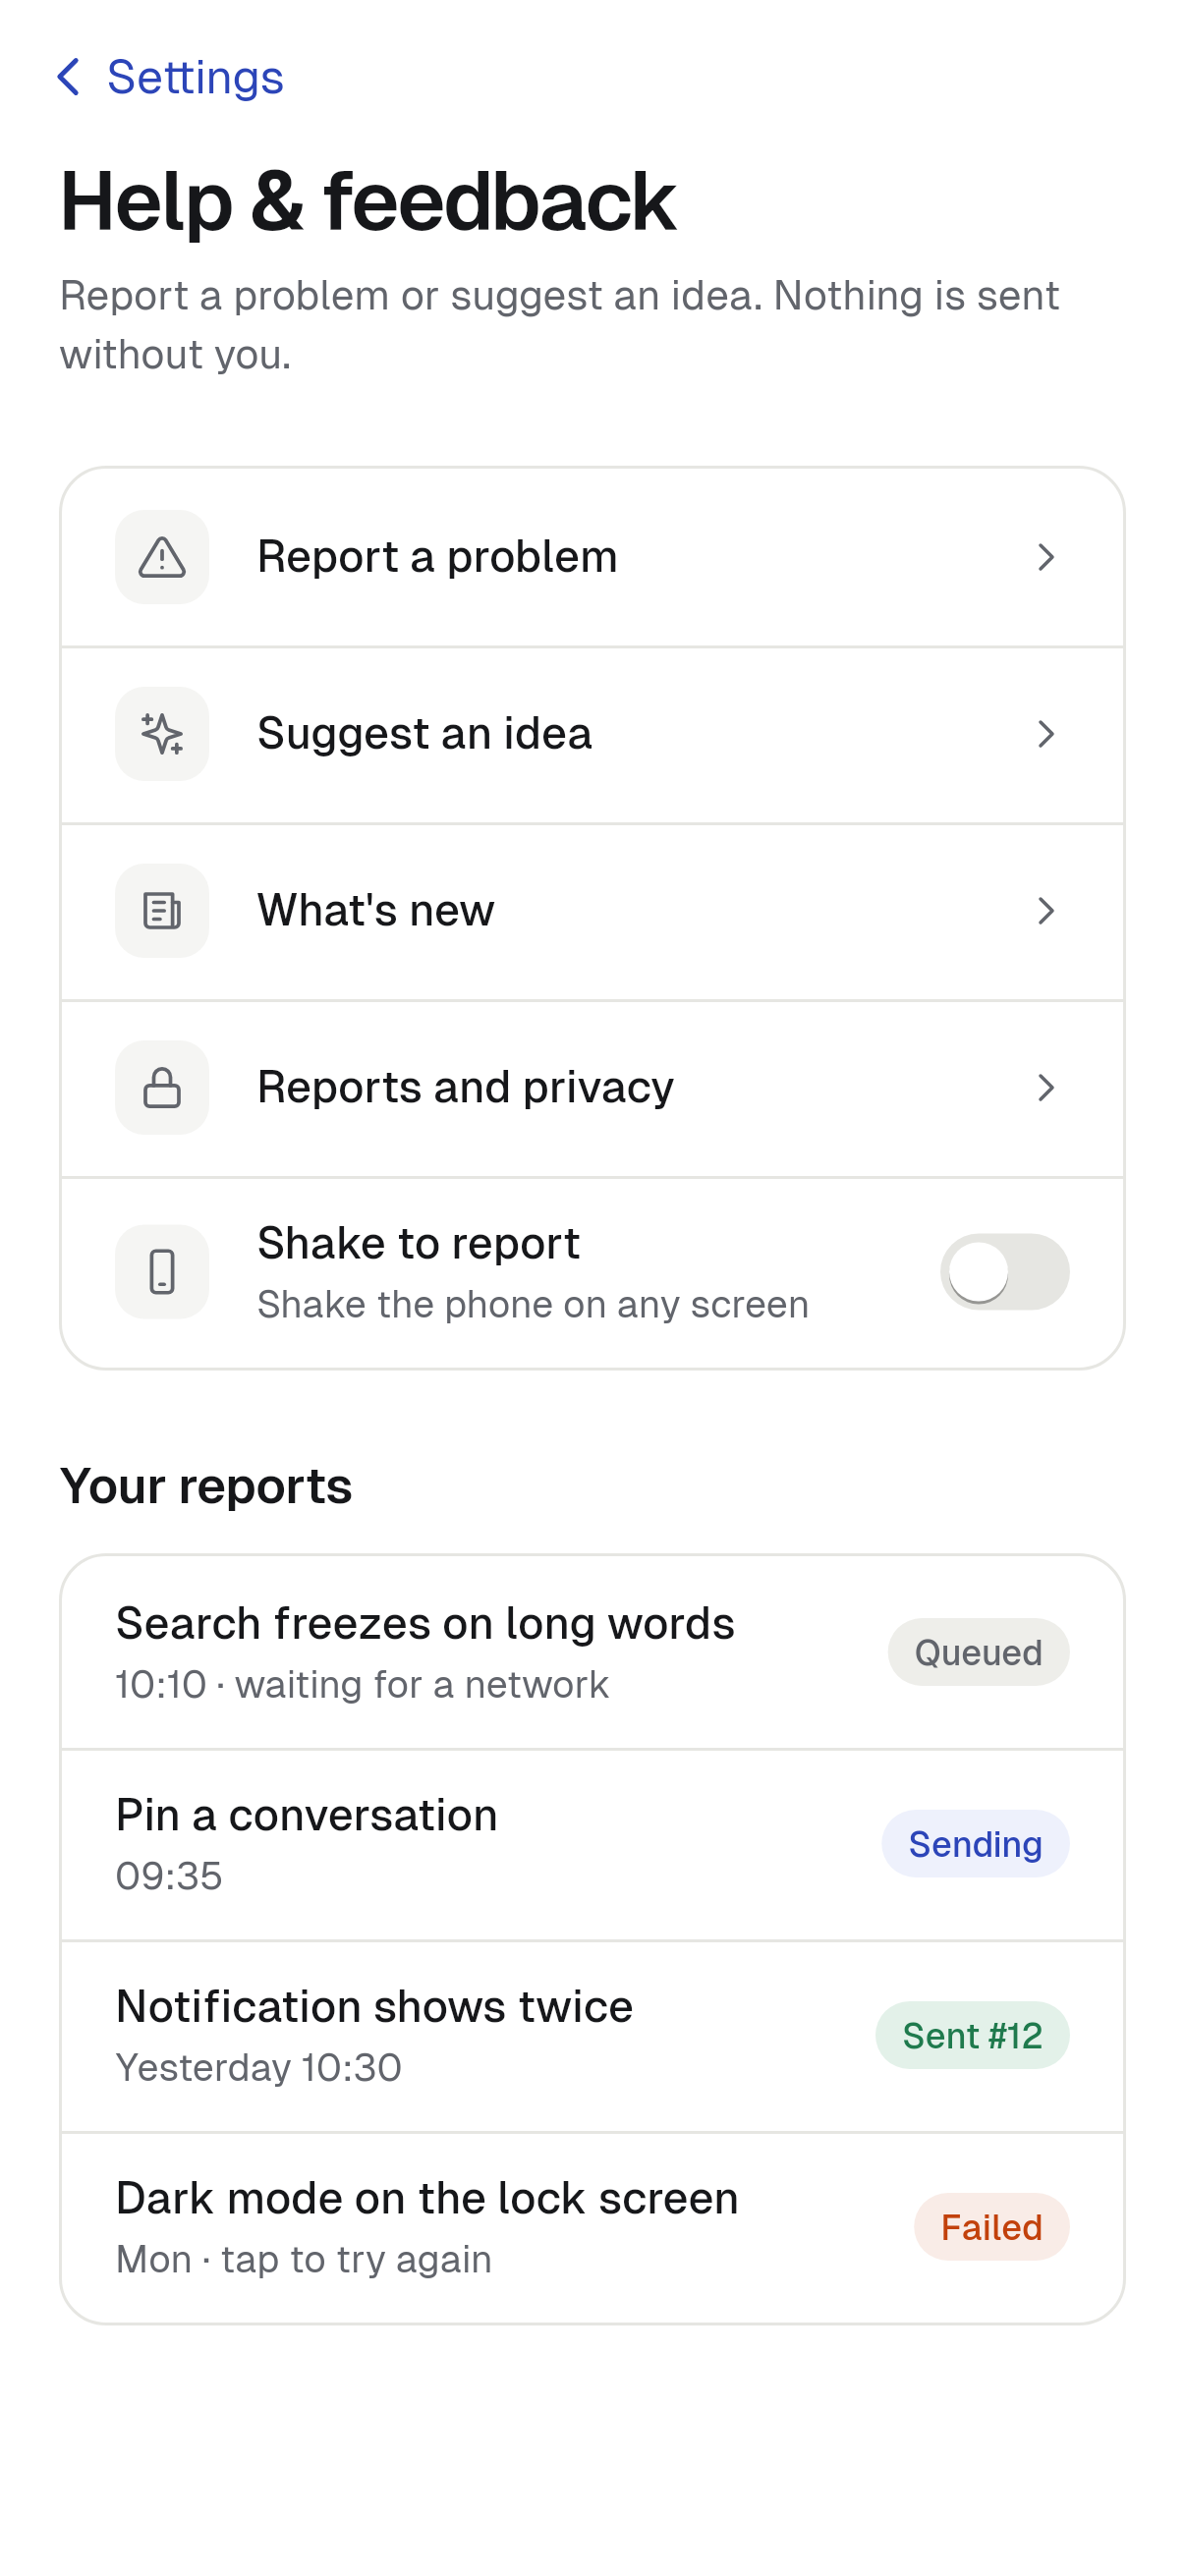 Settings
Help & feedback
Report a problem or suggest an idea. Nothing is sent
without you.
Report a problem
Suggest an idea
What's new
Reports and privacy
Shake to report
Shake the phone on any screen
Your reports
Search freezes on long words
10:10 · waiting for a network
Queued
Pin a conversation
09:35
Sending
Notification shows twice
Yesterday 10:30
Sent #12
Dark mode on the lock screen
Mon · tap to try again
Failed